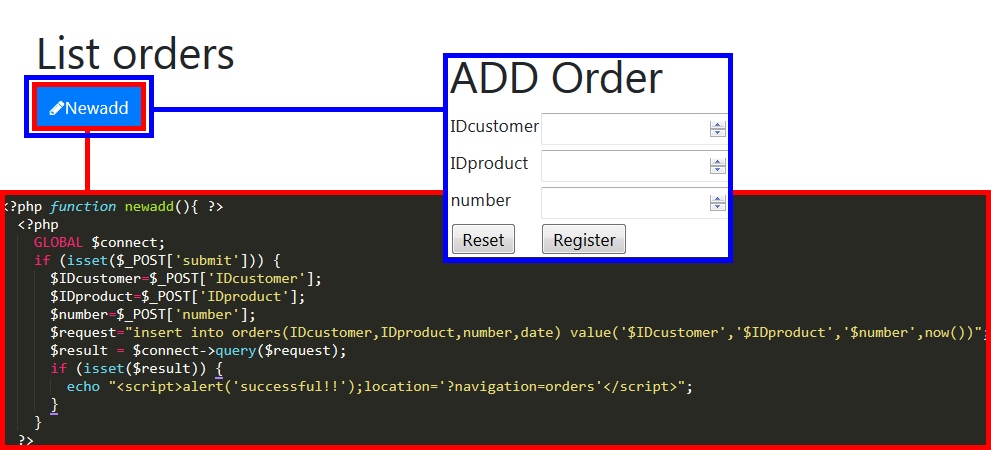 List orders
Newadd
ADD Order
IDcustomer
IDproduct
number
Reset Register
<?php function newadd(){ ?>
<?php
GLOBAL $connect;
if (isset($_POST['submit'])) {
$IDcustomer=$_POST['IDcustomer'];
$IDproduct=$_POST['IDproduct'];
$number=$_POST['number'];
$request="insert into orders(IDcustomer,IDproduct,number,date) value('$IDcustomer','$IDproduct','$number',now())";
$result = $connect->query($request);
if (isset($result)) {
echo "<script>alert('successful!!');location='?navigation=orders'</script>";
}
}
?>